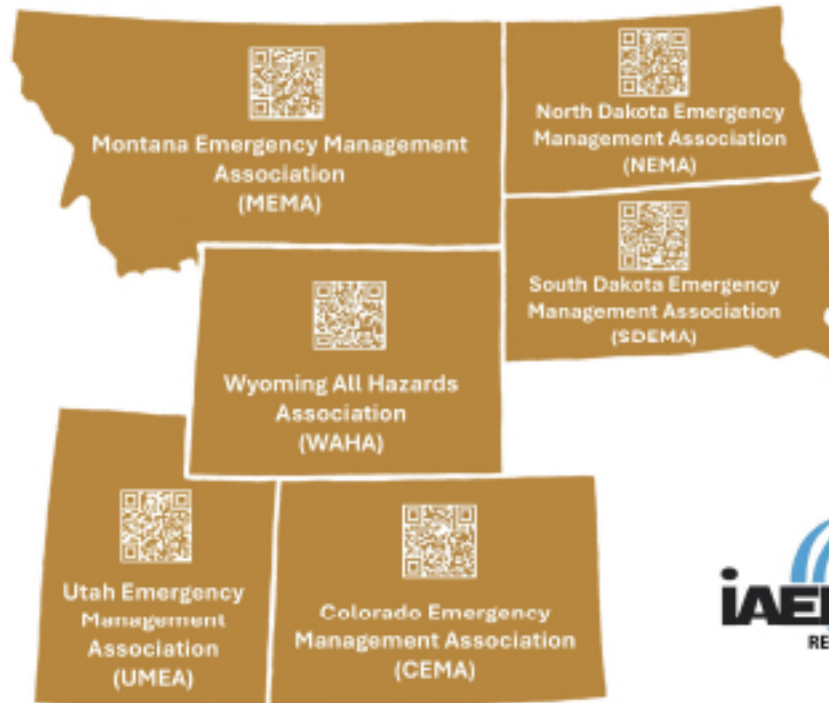 Montana Emergency Management
Association
(MEMA)
North Dakota Emergency
Management Association
(NEMA)
South Dakota Emergency
Management Association
(SDEMA)
Wyoming All Hazards
Association
(WAHA)
Utah Emergency
Management
Association
(UMEA)
Colorado Emergency
Management Association
(CEMA)